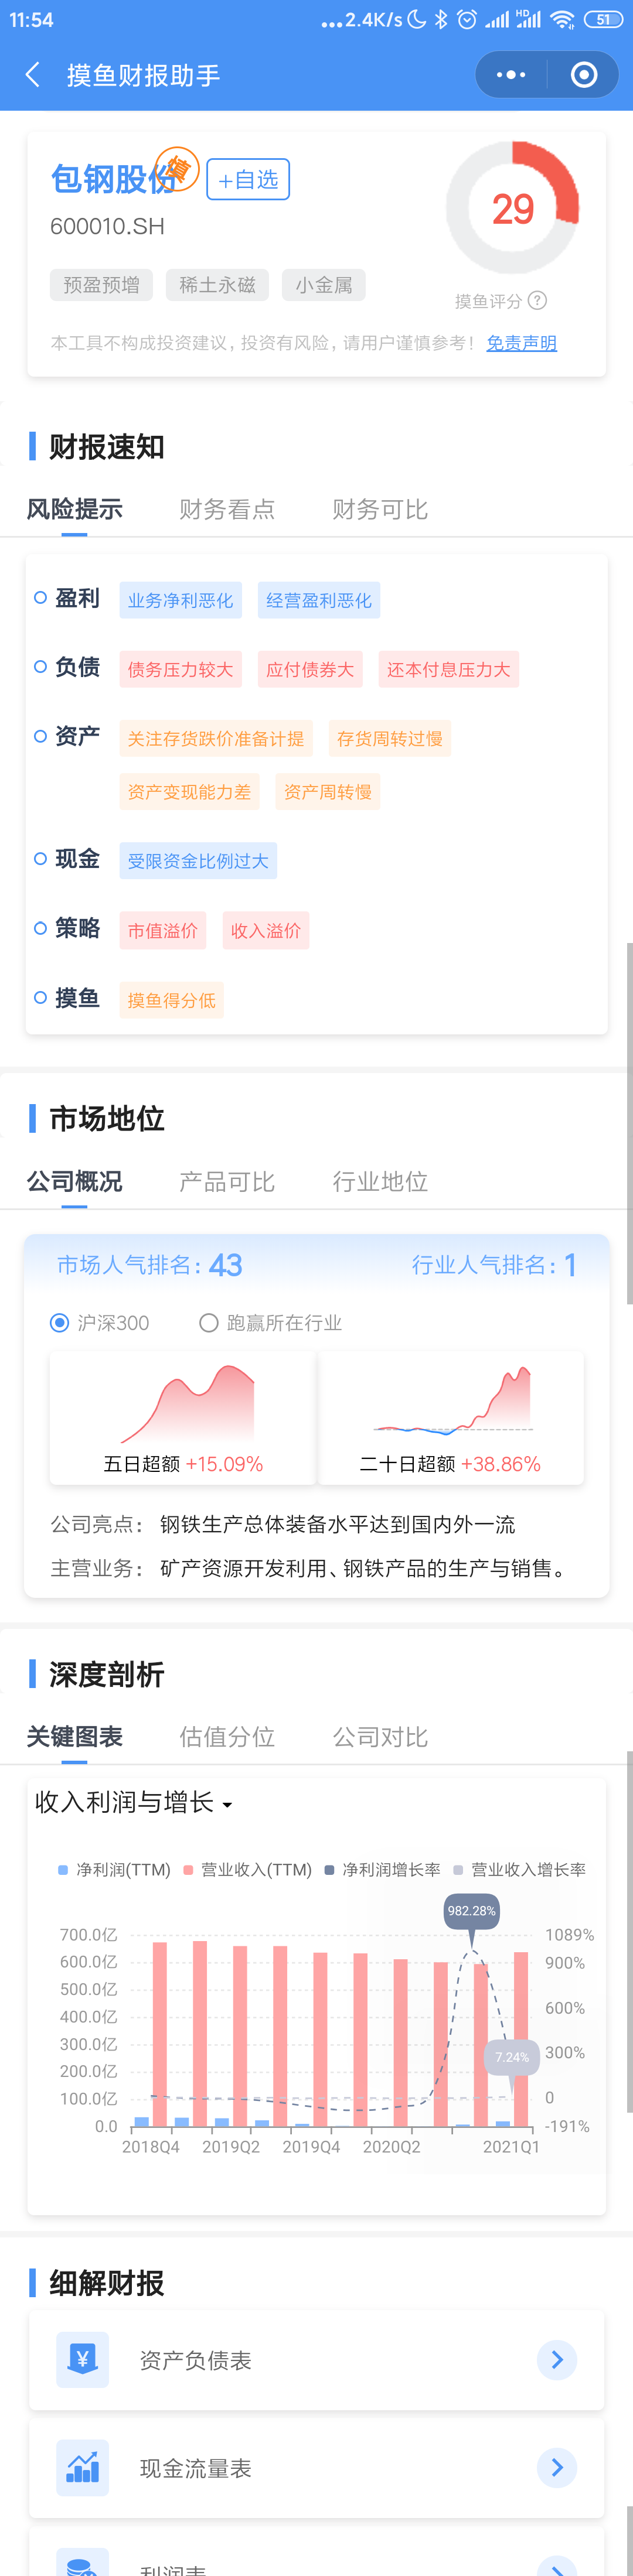 11:54
...2.4K/s
HD
51
摸鱼财报助手
包钢股份
慎
+自选
600010.SH
29
预盈预增
稀土永磁
小金属
摸鱼评分 ?
本工具不构成投资建议，投资有风险，请用户谨慎参考！ 免责声明
财报速知
风险提示
财务看点
财务可比
盈利
业务净利恶化
经营盈利恶化
负债
债务压力较大
应付债券大
还本付息压力大
资产
关注存货跌价准备计提
存货周转过慢
资产变现能力差
资产周转慢
现金
受限资金比例过大
策略
市值溢价
收入溢价
摸鱼
摸鱼得分低
市场地位
公司概况
产品可比
行业地位
市场人气排名：43
行业人气排名：1
沪深300
跑赢所在行业
五日超额 +15.09%
二十日超额 +38.86%
公司亮点： 钢铁生产总体装备水平达到国内外一流
主营业务： 矿产资源开发利用、钢铁产品的生产与销售。
深度剖析
关键图表
估值分位
公司对比
收入利润与增长
净利润(TTM)
营业收入(TTM)
净利润增长率
营业收入增长率
982.28%
700.0亿
1089%
600.0亿
900%
500.0亿
400.0亿
600%
300.0亿
300%
7.24%
200.0亿
100.0亿
0
0.0
-191%
2018Q4
2019Q2
2019Q4
2020Q2
2021Q1
细解财报
¥
资产负债表
现金流量表
利润表